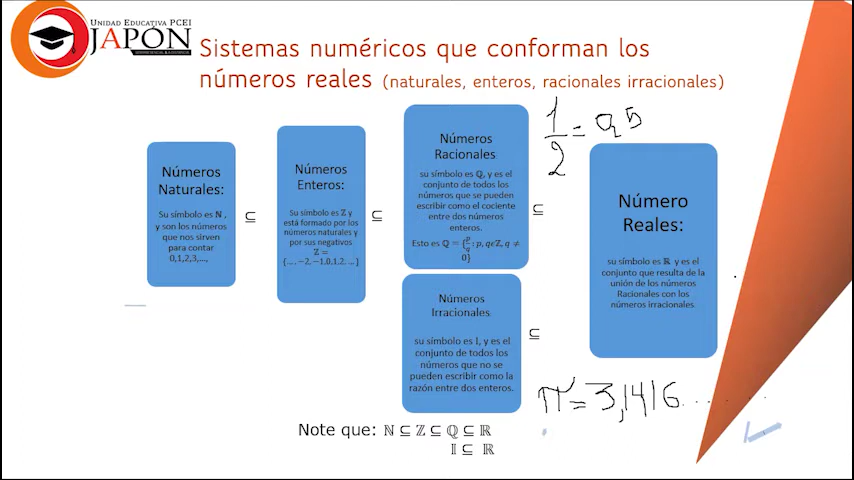 UNIDAD EDUCATIVA PCEI
JAPÓN
Sistemas numéricos que conforman los
números reales (naturales, enteros, racionales irracionales)
Números
Naturales:
Su símbolo es ℕ ,
y son los números
que nos sirven
para contar
0,1,2,3,...,
⊆
Números
Enteros:
Su símbolo es ℤ y
está formado por los
números naturales y
por sus negativos
ℤ =
{..., −2, −1.0,1,2, ...}
⊆
Números
Racionales
su símbolo es ℚ, y es el
conjunto de todos los
números que se pueden
escribir como el cociente
entre dos números
enteros.
Esto es ℚ = {p/q : p, qϵℤ, q ≠
0}
⊆
Números
Irracionales
su símbolo es I, y es el
conjunto de todos los
números que no se
pueden escribir como la
razón entre dos enteros.
⊆
1/2 = 0,5
Número
Reales:
su símbolo es ℝ y es el
conjunto que resulta de la
unión de los números
Racionales con los
números irracionales
π = 3,1416......
Note que: ℕ ⊆ ℤ ⊆ ℚ ⊆ ℝ
𝕀 ⊆ ℝ